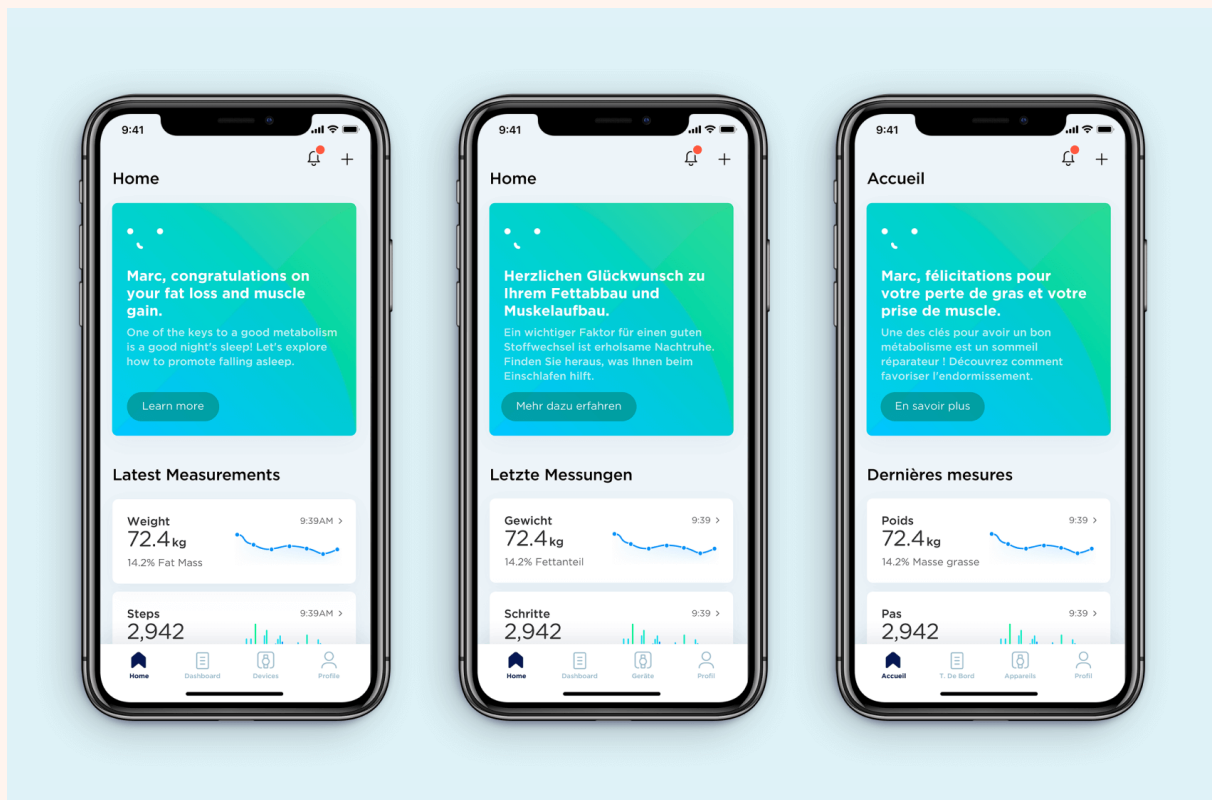 9:41
Home
Marc, congratulations on
your fat loss and muscle
gain.
One of the keys to a good metabolism
is a good night's sleep! Let's explore
how to promote falling asleep.
Learn more
Latest Measurements
Weight
9:39AM
72.4 kg
14.2% Fat Mass
Steps
9:39AM
2,942
Home
Dashboard
Devices
Profile
9:41
Home
Herzlichen Glückwunsch zu
Ihrem Fettabbau und
Muskelaufbau.
Ein wichtiger Faktor für einen guten
Stoffwechsel ist erholsame Nachtruhe.
Finden Sie heraus, was Ihnen beim
Einschlafen hilft.
Mehr dazu erfahren
Letzte Messungen
Gewicht
9:39
72.4 kg
14.2% Fettanteil
Schritte
9:39
2,942
Home
Dashboard
Geräte
Profil
9:41
Accueil
Marc, félicitations pour
votre perte de gras et votre
prise de muscle.
Une des clés pour avoir un bon
métabolisme est un sommeil
réparateur ! Découvrez comment
favoriser l'endormissement.
En savoir plus
Dernières mesures
Poids
9:39
72.4 kg
14.2% Masse grasse
Pas
9:39
2,942
Accueil
T. De Bord
Appareils
Profil